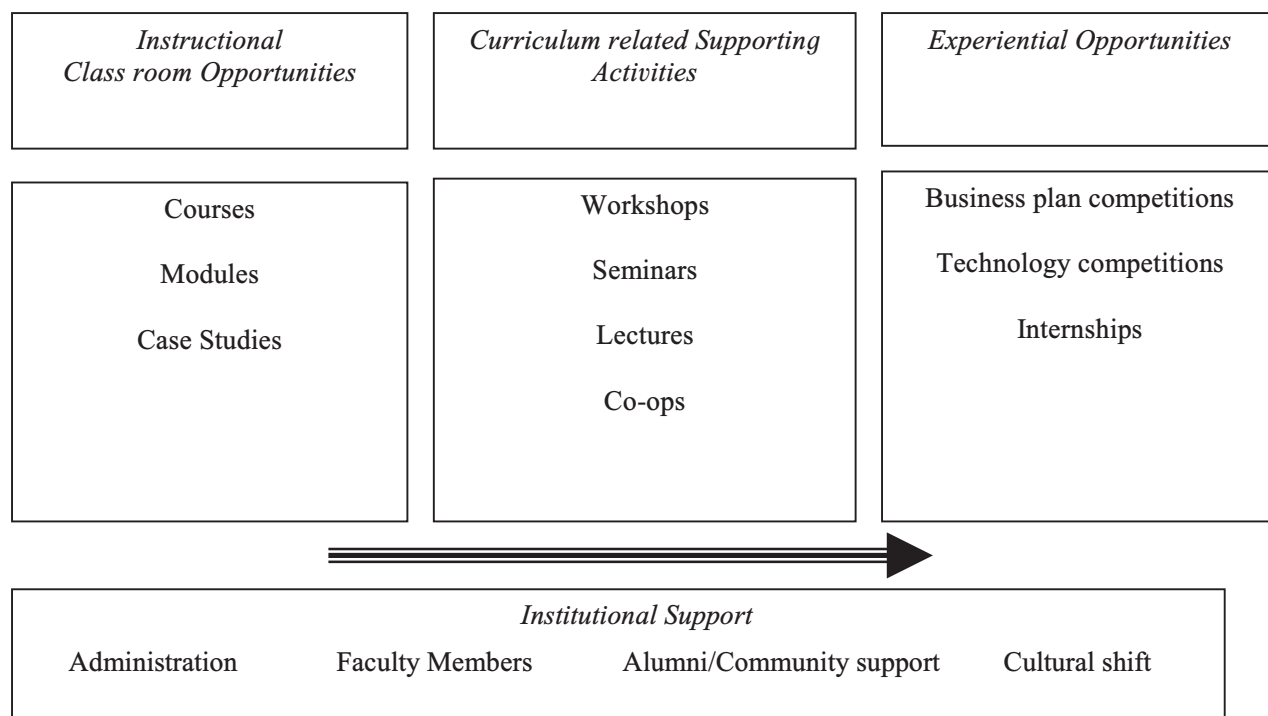 Instructional
Class room Opportunities
Curriculum related Supporting
Activities
Experiential Opportunities
Courses
Modules
Case Studies
Workshops
Seminars
Lectures
Co-ops
Business plan competitions
Technology competitions
Internships
Institutional Support
Administration Faculty Members Alumni/Community support Cultural shift